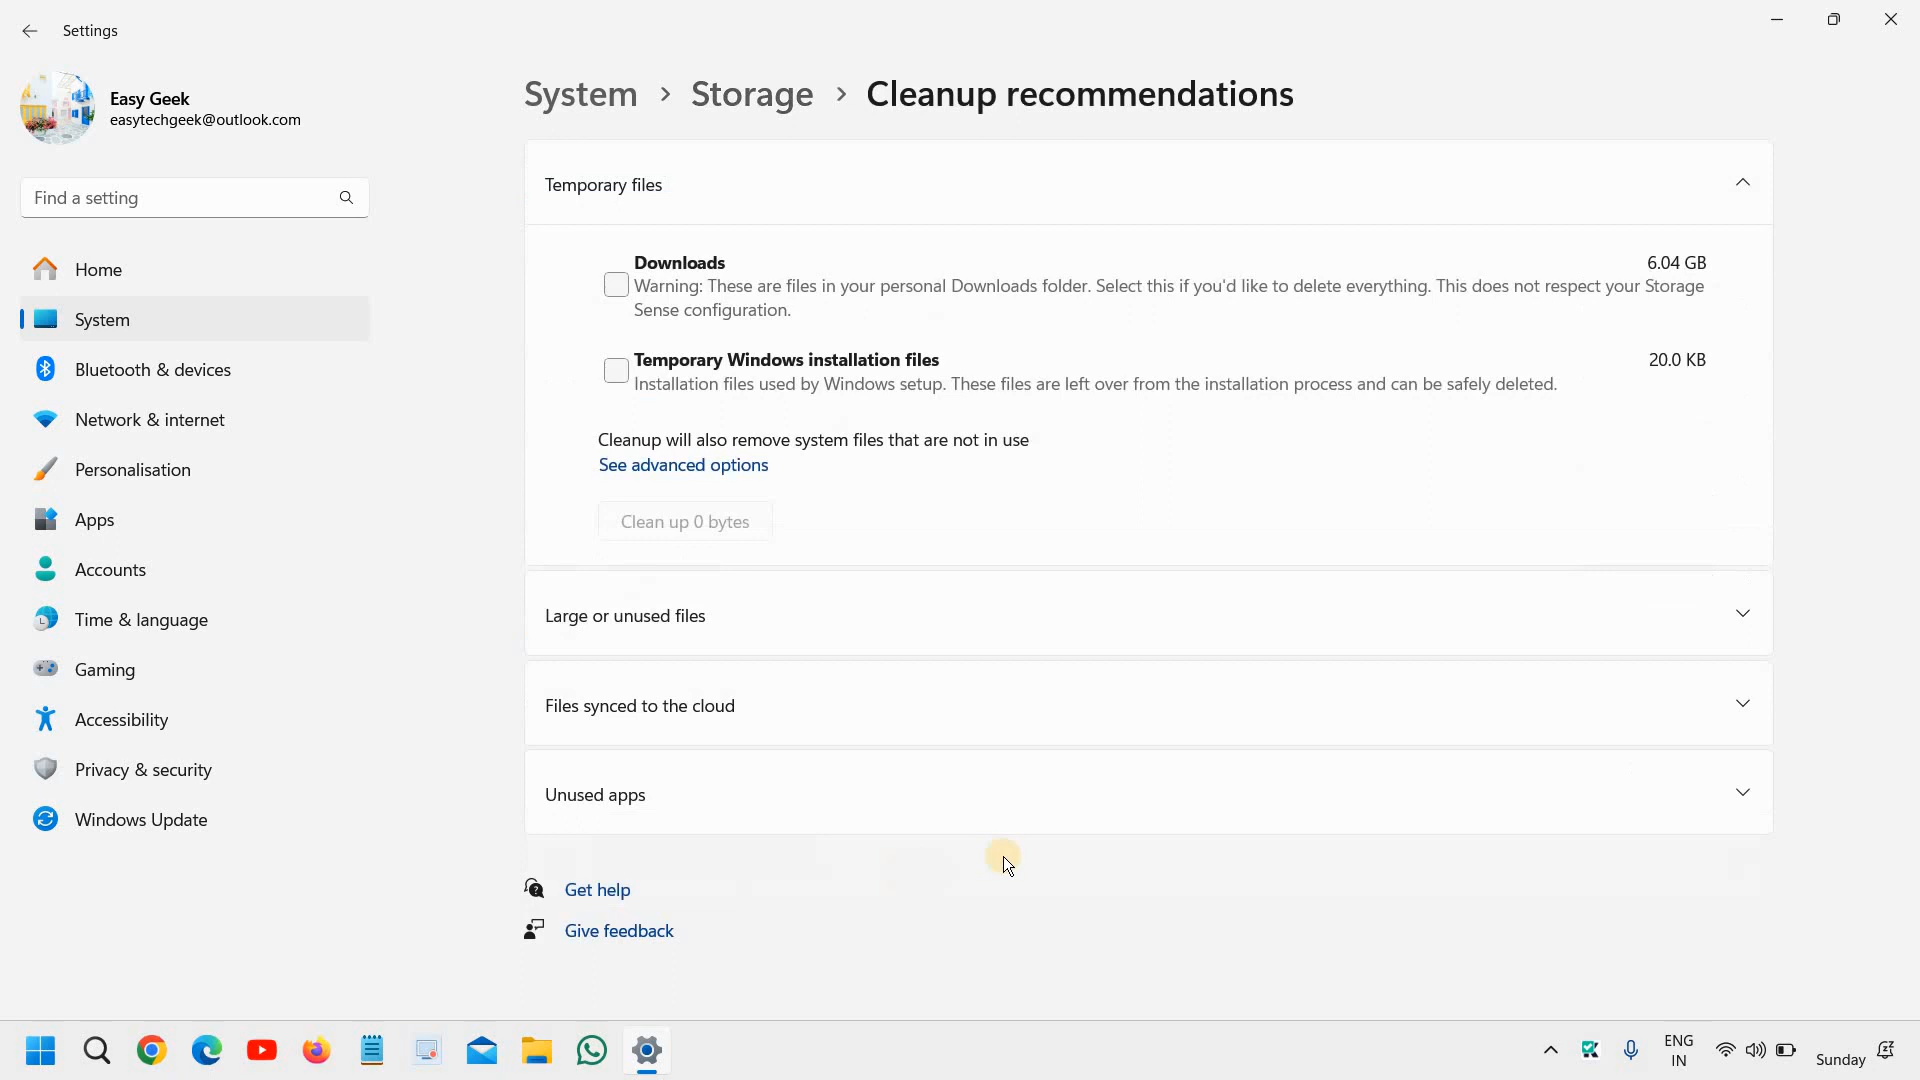 Settings
Easy Geek
easytechgeek@outlook.com
Find a setting
Home
System
Bluetooth & devices
Network & internet
Personalisation
Apps
Accounts
Time & language
Gaming
Accessibility
Privacy & security
Windows Update
System > Storage > Cleanup recommendations
Temporary files
Downloads 6.04 GB
Warning: These are files in your personal Downloads folder. Select this if you'd like to delete everything. This does not respect your Storage
Sense configuration.
Temporary Windows installation files 20.0 KB
Installation files used by Windows setup. These files are left over from the installation process and can be safely deleted.
Cleanup will also remove system files that are not in use
See advanced options
Clean up 0 bytes
Large or unused files
Files synced to the cloud
Unused apps
Get help
Give feedback
ENG
IN
Sunday